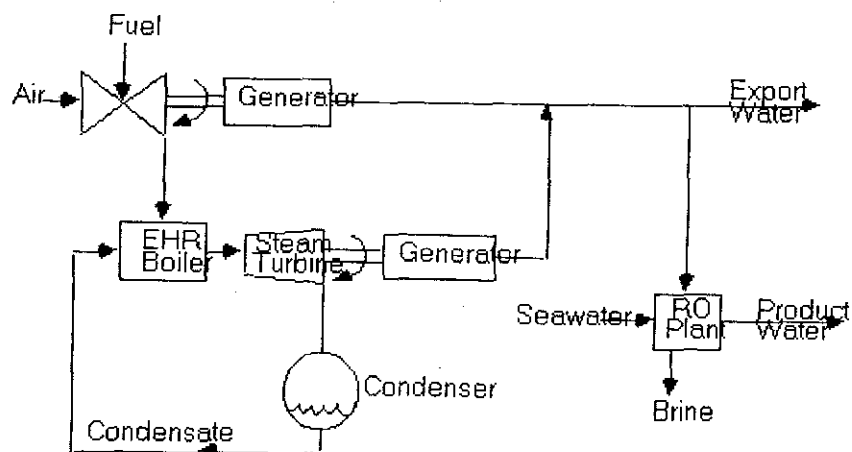 Fuel
Air
Generator
Export
Water
EHR
Boiler
Steam
Turbine
Generator
Seawater
RO
Plant
Product
Water
Condenser
Brine
Condensate